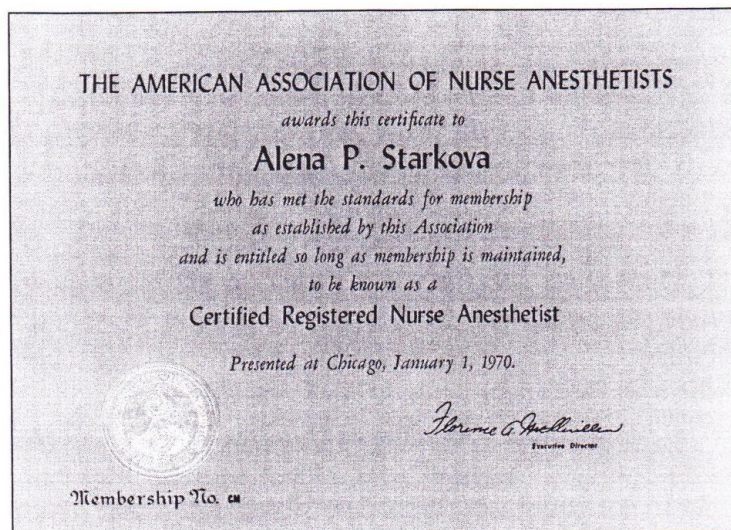 THE AMERICAN ASSOCIATION OF NURSE ANESTHETISTS
awards this certificate to
Alena P. Starkova
who has met the standards for membership
as established by this Association
and is entitled so long as membership is maintained,
to be known as a
Certified Registered Nurse Anesthetist
Presented at Chicago, January 1, 1970.
Florence A. McQuillen
Executive Director
Membership No. CM